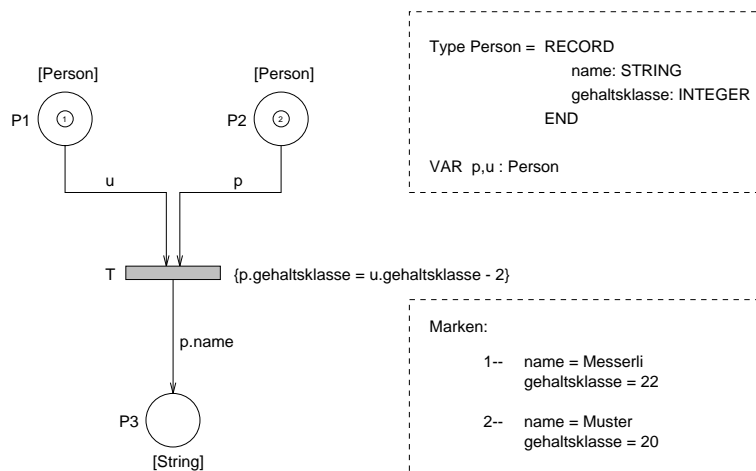 [Person]
[Person]
P1
1
P2
2
u
p
T
{p.gehaltsklasse = u.gehaltsklasse - 2}
p.name
P3
[String]
Type Person = RECORD
name: STRING
gehaltsklasse: INTEGER
END
VAR p,u : Person
Marken:
1-- name = Messerli
gehaltsklasse = 22
2-- name = Muster
gehaltsklasse = 20